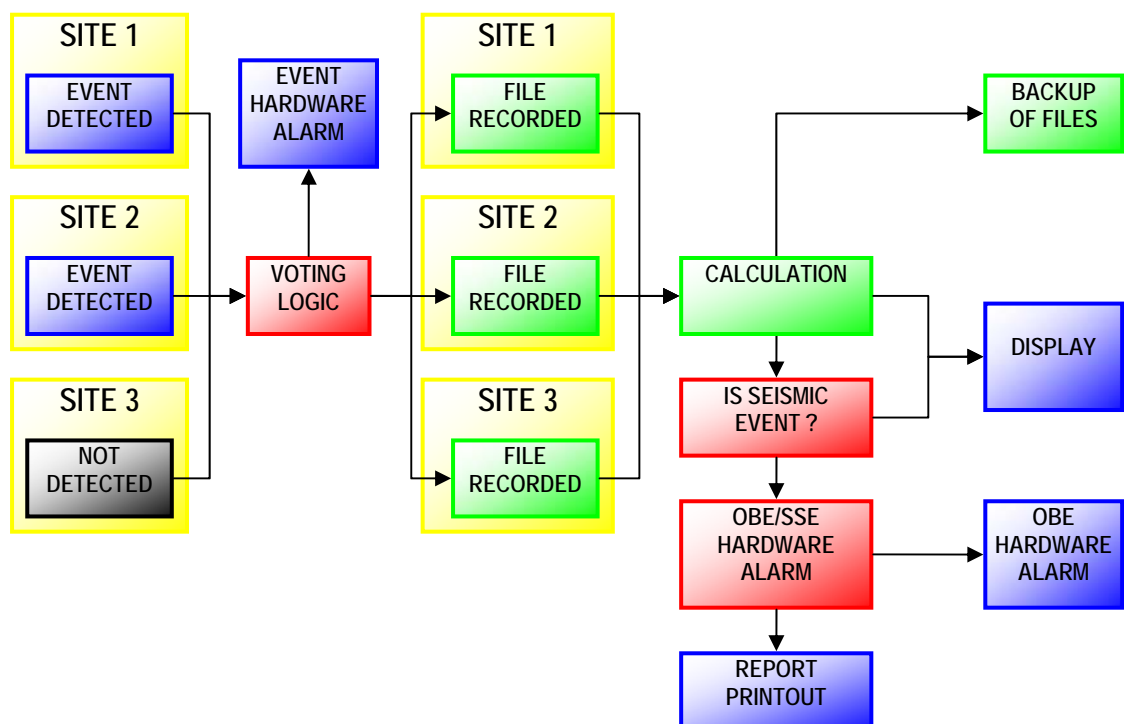 SITE 1
EVENT
DETECTED
SITE 2
EVENT
DETECTED
SITE 3
NOT
DETECTED
EVENT
HARDWARE
ALARM
VOTING
LOGIC
SITE 1
FILE
RECORDED
SITE 2
FILE
RECORDED
SITE 3
FILE
RECORDED
CALCULATION
IS SEISMIC
EVENT ?
OBE/SSE
HARDWARE
ALARM
REPORT
PRINTOUT
BACKUP
OF FILES
DISPLAY
OBE
HARDWARE
ALARM